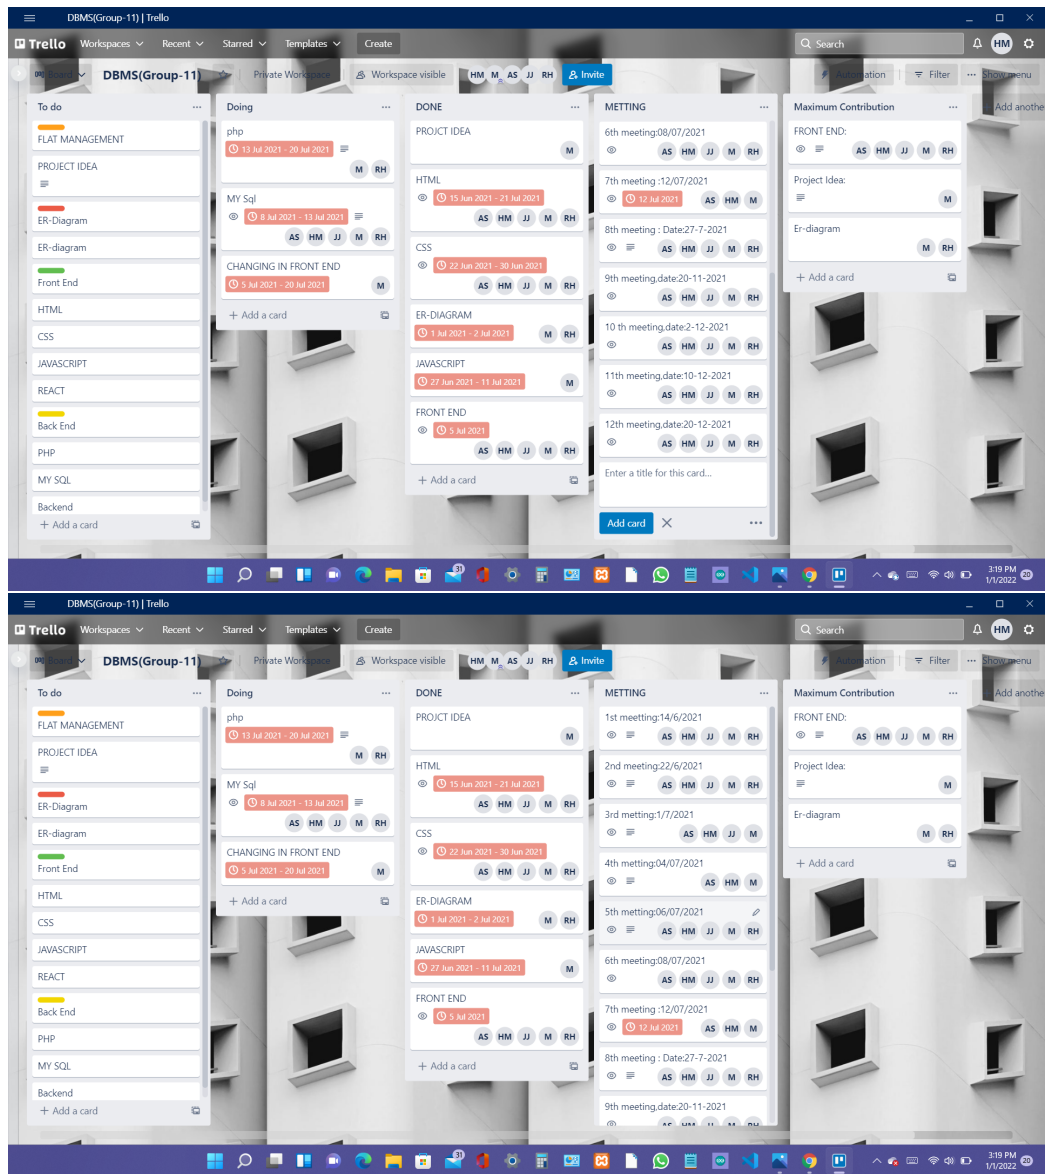 DBMS(Group-11) | Trello
Trello Workspaces Recent Starred Templates Create Search HM
Board DBMS(Group-11) Private Workspace Workspace visible HM M AS JJ RH Invite Automation Filter Show menu
To do
FLAT MANAGEMENT
PROJECT IDEA
ER-Diagram
ER-diagram
Front End
HTML
CSS
JAVASCRIPT
REACT
Back End
PHP
MY SQL
Backend
+ Add a card
Doing
php
13 Jul 2021 - 20 Jul 2021
M RH
MY Sql
8 Jul 2021 - 13 Jul 2021
AS HM JJ M RH
CHANGING IN FRONT END
5 Jul 2021 - 20 Jul 2021 M
+ Add a card
DONE
PROJCT IDEA
M
HTML
15 Jun 2021 - 21 Jul 2021
AS HM JJ M RH
CSS
22 Jun 2021 - 30 Jun 2021
AS HM JJ M RH
ER-DIAGRAM
1 Jul 2021 - 2 Jul 2021 M RH
JAVASCRIPT
27 Jun 2021 - 11 Jul 2021 M
FRONT END
5 Jul 2021
AS HM JJ M RH
+ Add a card
METTING
6th meeting:08/07/2021
AS HM JJ M RH
7th meeting :12/07/2021
12 Jul 2021 AS HM M
8th meeting : Date:27-7-2021
AS HM JJ M RH
9th meeting,date:20-11-2021
AS HM JJ M RH
10 th meeting,date:2-12-2021
AS HM JJ M RH
11th meeting,date:10-12-2021
AS HM JJ M RH
12th meeting,date:20-12-2021
AS HM JJ M RH
Enter a title for this card...
Add card
Maximum Contribution
FRONT END:
AS HM JJ M RH
Project Idea:
M
Er-diagram
M RH
+ Add a card
Add anothe
31
3:19 PM
1/1/2022 20
DBMS(Group-11) | Trello
Trello Workspaces Recent Starred Templates Create Search HM
Board DBMS(Group-11) Private Workspace Workspace visible HM M AS JJ RH Invite Automation Filter Show menu
To do
FLAT MANAGEMENT
PROJECT IDEA
ER-Diagram
ER-diagram
Front End
HTML
CSS
JAVASCRIPT
REACT
Back End
PHP
MY SQL
Backend
+ Add a card
Doing
php
13 Jul 2021 - 20 Jul 2021
M RH
MY Sql
8 Jul 2021 - 13 Jul 2021
AS HM JJ M RH
CHANGING IN FRONT END
5 Jul 2021 - 20 Jul 2021 M
+ Add a card
DONE
PROJCT IDEA
M
HTML
15 Jun 2021 - 21 Jul 2021
AS HM JJ M RH
CSS
22 Jun 2021 - 30 Jun 2021
AS HM JJ M RH
ER-DIAGRAM
1 Jul 2021 - 2 Jul 2021 M RH
JAVASCRIPT
27 Jun 2021 - 11 Jul 2021 M
FRONT END
5 Jul 2021
AS HM JJ M RH
+ Add a card
METTING
1st meetting:14/6/2021
AS HM JJ M RH
2nd meeting:22/6/2021
AS HM JJ M RH
3rd metting:1/7/2021
AS HM JJ M
4th metting:04/07/2021
AS HM M
5th metting:06/07/2021
AS HM JJ M RH
6th meeting:08/07/2021
AS HM JJ M RH
7th meeting :12/07/2021
12 Jul 2021 AS HM M
8th meeting : Date:27-7-2021
AS HM JJ M RH
9th meeting,date:20-11-2021
AS HM JJ M RH
Maximum Contribution
FRONT END:
AS HM JJ M RH
Project Idea:
M
Er-diagram
M RH
+ Add a card
Add anothe
31
3:19 PM
1/1/2022 20